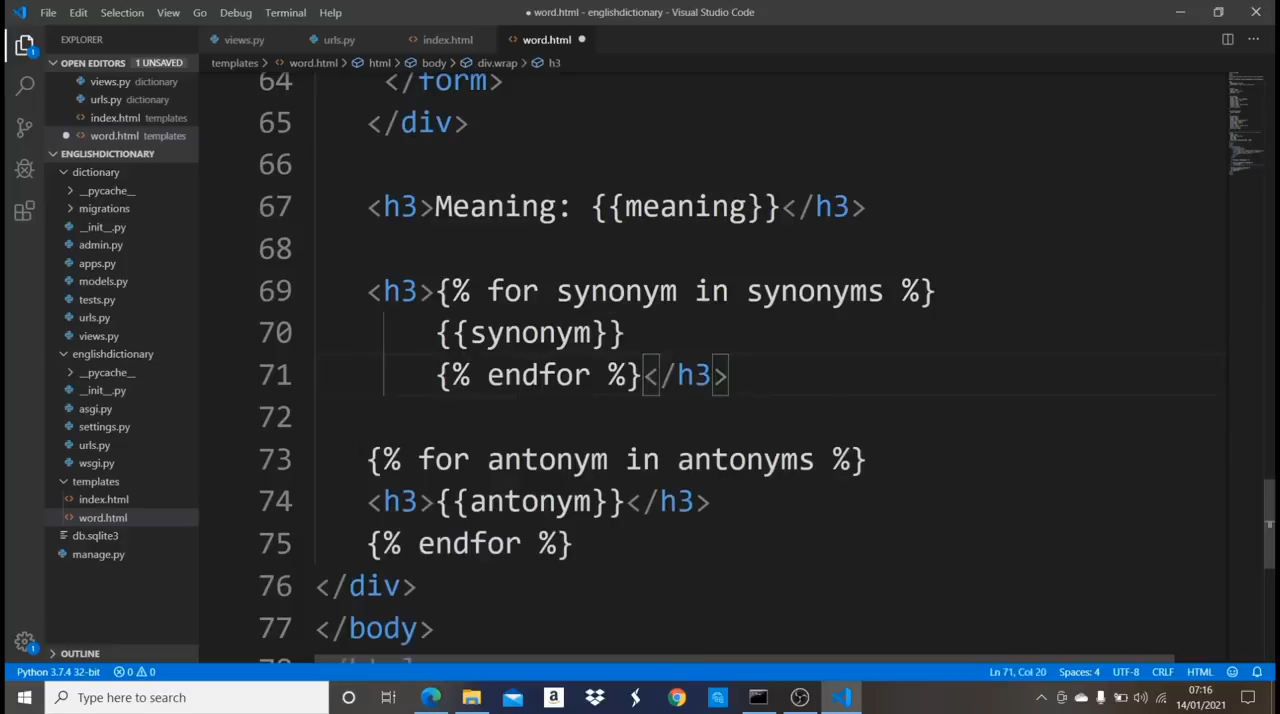 File Edit Selection View Go Debug Terminal Help
● word.html - englishdictionary - Visual Studio Code
EXPLORER
views.py urls.py index.html word.html
OPEN EDITORS 1 UNSAVED
templates > word.html > html > body > div.wrap > h3
views.py dictionary
urls.py dictionary
index.html templates
word.html templates
ENGLISHDICTIONARY
dictionary
__pycache__
migrations
__init__.py
admin.py
apps.py
models.py
tests.py
urls.py
views.py
englishdictionary
__pycache__
__init__.py
asgi.py
settings.py
urls.py
wsgi.py
templates
index.html
word.html
db.sqlite3
manage.py
OUTLINE
64 </form>
65 </div>
66
67 <h3>Meaning: {{meaning}}</h3>
68
69 <h3>{% for synonym in synonyms %}
70 {{synonym}}
71 {% endfor %}</h3>
72
73 {% for antonym in antonyms %}
74 <h3>{{antonym}}</h3>
75 {% endfor %}
76 </div>
77 </body>
Python 3.7.4 32-bit 0 0
Ln 71, Col 20 Spaces: 4 UTF-8 CRLF HTML
Type here to search
07:16
14/01/2021